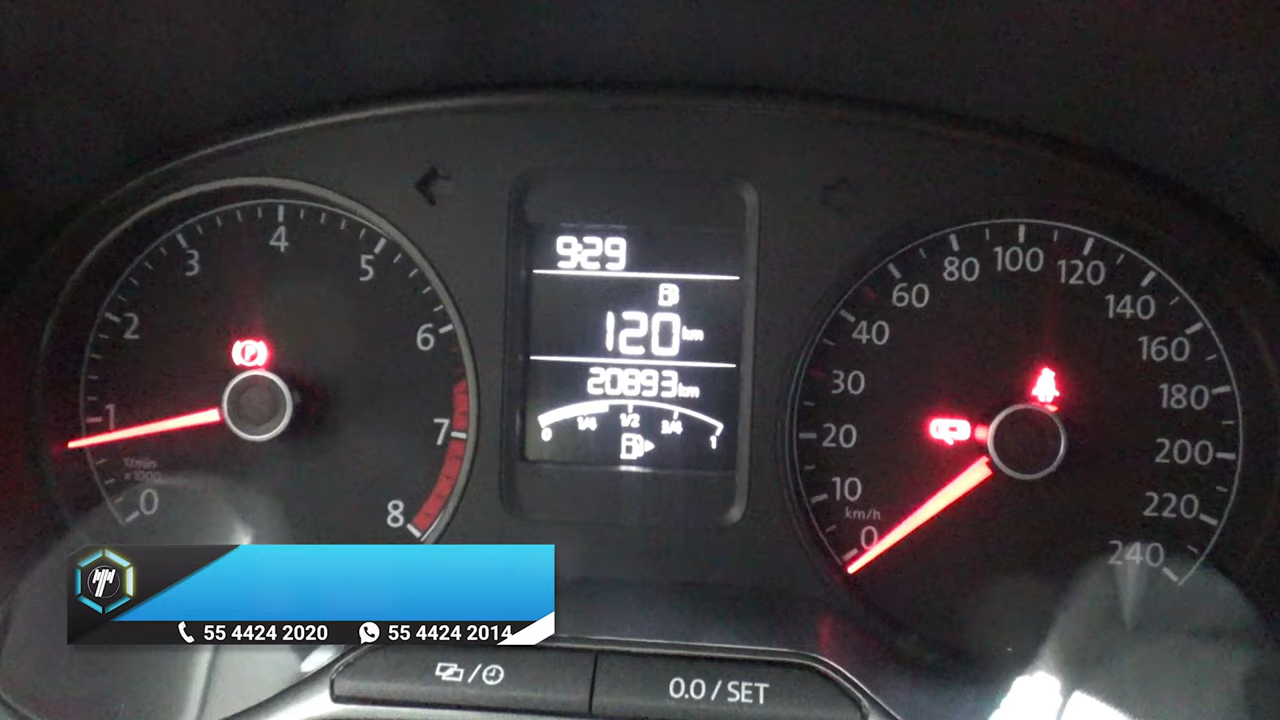 9:29
120 km
20893 km
0 1/4 1/2 3/4 1
0 1 2 3 4 5 6 7 8
1/min
x1000
P
0 10 20 30 40 60 80 100 120 140 160 180 200 220 240
km/h
55 4424 2020 55 4424 2014
0.0 / SET